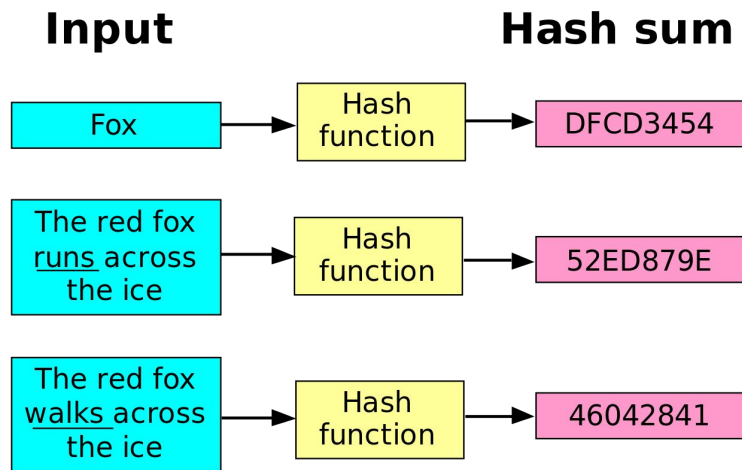 Input
Hash sum
Fox
Hash
function
DFCD3454
The red fox
runs across
the ice
Hash
function
52ED879E
The red fox
walks across
the ice
Hash
function
46042841